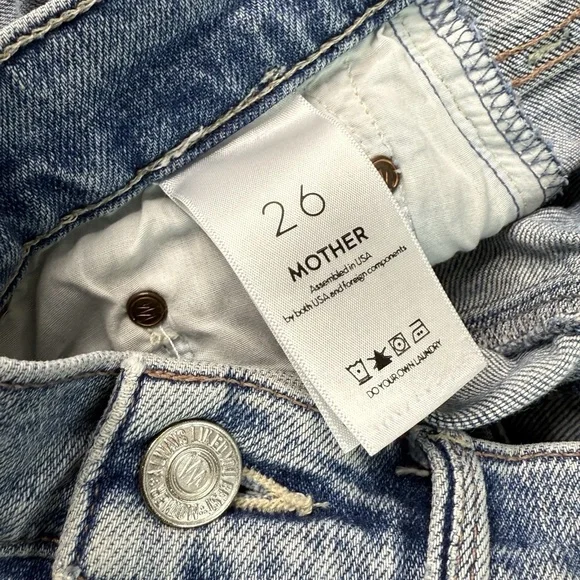 26
MOTHER
Assembled in USA
by both USA and foreign components
DO YOUR OWN LAUNDRY
M
M